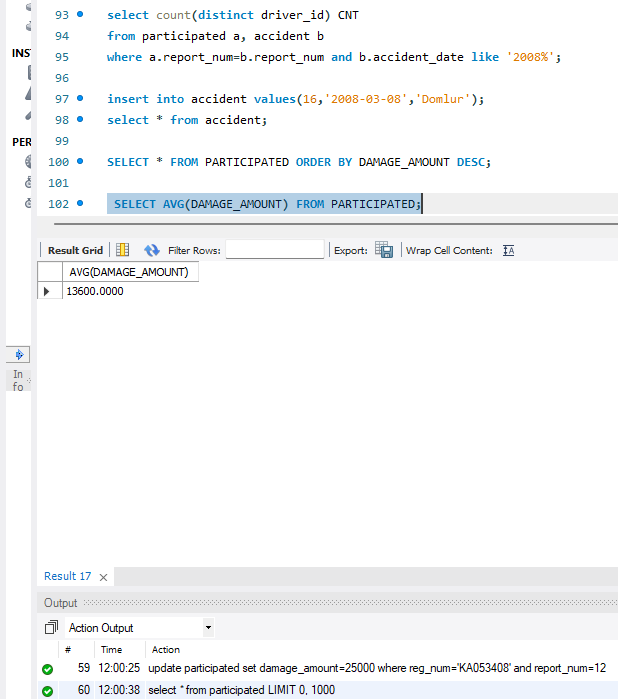 93 select count(distinct driver_id) CNT
94 from participated a, accident b
95 where a.report_num=b.report_num and b.accident_date like '2008%';
INS
96
97 insert into accident values(16,'2008-03-08','Domlur');
98 select * from accident;
99
PER
100 SELECT * FROM PARTICIPATED ORDER BY DAMAGE_AMOUNT DESC;
101
102 SELECT AVG(DAMAGE_AMOUNT) FROM PARTICIPATED;
Result Grid Filter Rows: Export: Wrap Cell Content: IA
AVG(DAMAGE_AMOUNT)
13600.0000
In
fo
Result 17 ×
Output
Action Output
# Time Action
59 12:00:25 update participated set damage_amount=25000 where reg_num='KA053408' and report_num=12
60 12:00:38 select * from participated LIMIT 0, 1000